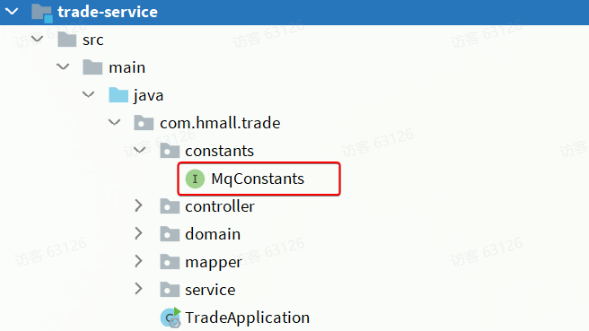 trade-service
src
main
java
com.hmall.trade
constants
I MqConstants
controller
domain
mapper
service
TradeApplication
访客 63126
访客 63126
访客 63126
访客 63126
访客 63126
访客 63126